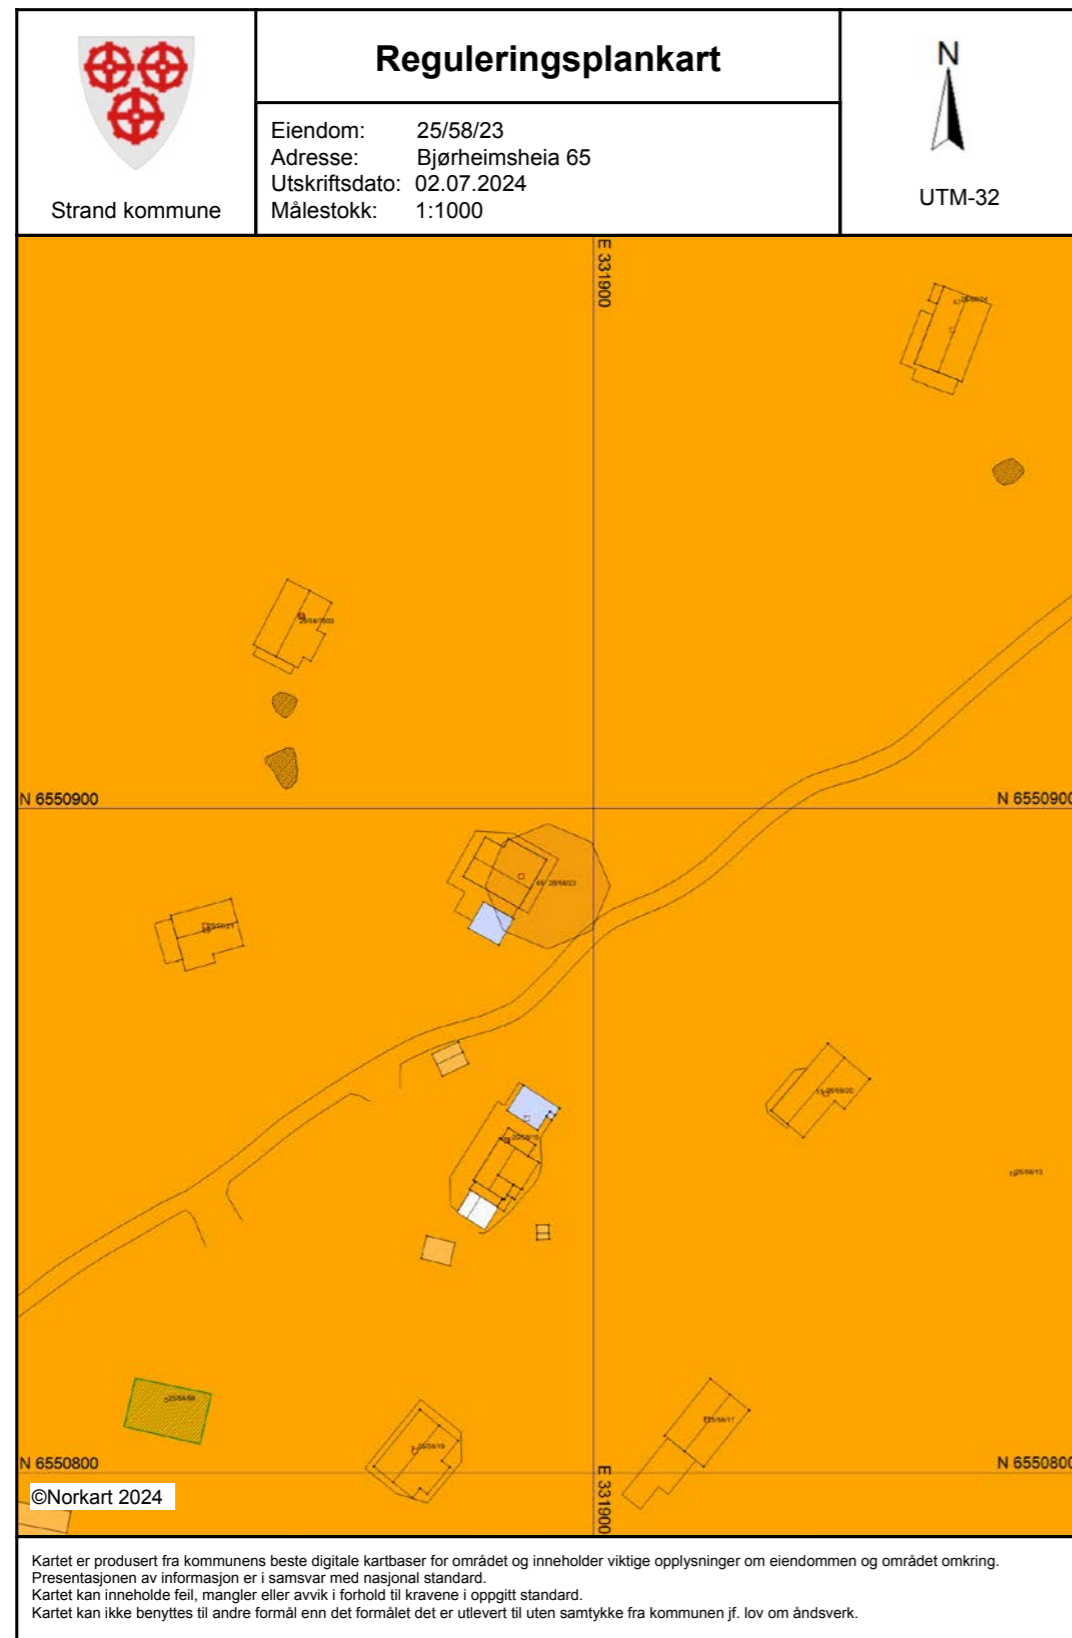 Strand kommune
Reguleringsplankart
Eiendom: 25/58/23
Adresse: Bjørheimsheia 65
Utskriftsdato: 02.07.2024
Målestokk: 1:1000
N
UTM-32
E 331900
N 6550900
N 6550900
N 6550800
N 6550800
E 331900
©Norkart 2024
Kartet er produsert fra kommunens beste digitale kartbaser for området og inneholder viktige opplysninger om eiendommen og området omkring.
Presentasjonen av informasjon er i samsvar med nasjonal standard.
Kartet kan inneholde feil, mangler eller avvik i forhold til kravene i oppgitt standard.
Kartet kan ikke benyttes til andre formål enn det formålet det er utlevert til uten samtykke fra kommunen jf. lov om åndsverk.